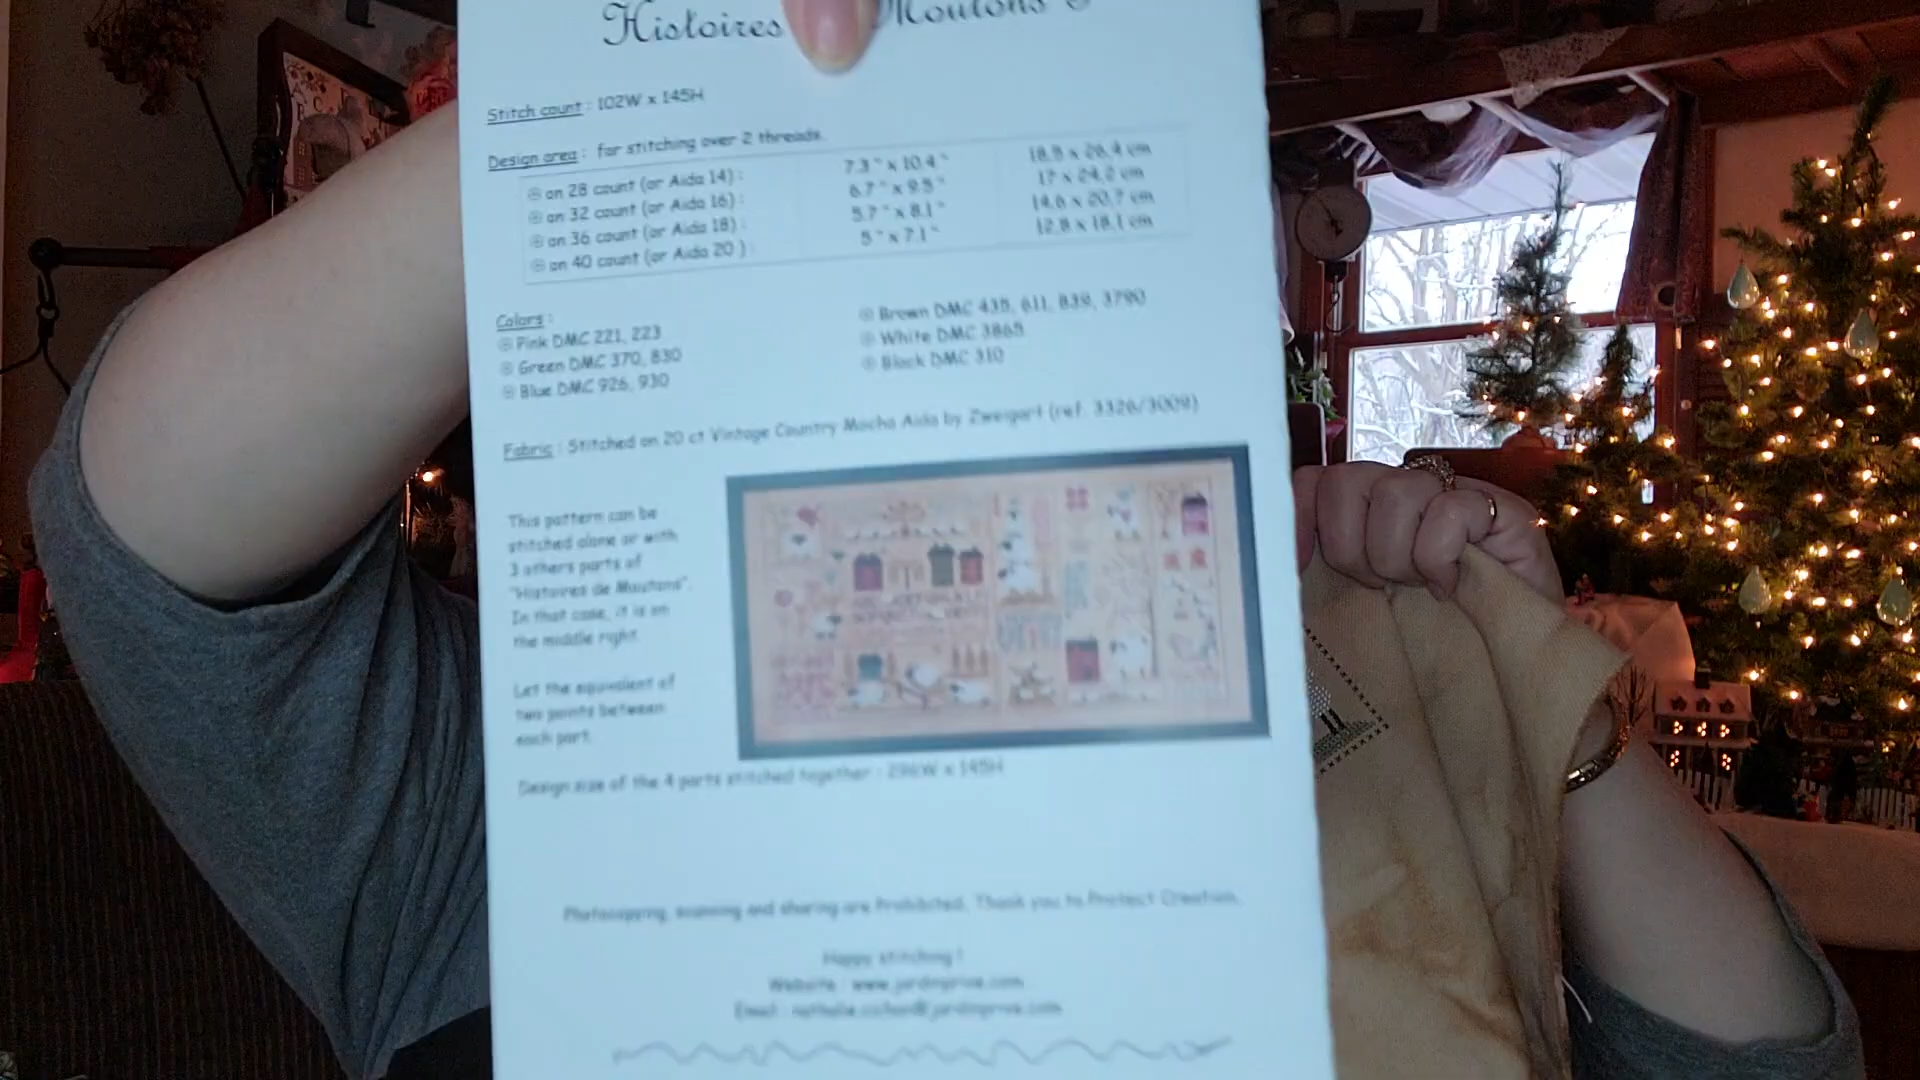 Histoires Moutons
Stitch count : 102W x 145H
Design area : for stitching over 2 threads.
on 28 count (or Aida 14) : 7.3" x 10.4" 18.5 x 26.4 cm
on 32 count (or Aida 16) : 6.7" x 9.5" 17 x 24.2 cm
on 36 count (or Aida 18) : 5.7" x 8.1" 14.6 x 20.7 cm
on 40 count (or Aida 20) : 5" x 7.1" 12.8 x 18.1 cm
Colors :
Pink DMC 221, 223
Green DMC 370, 830
Blue DMC 926, 930
Brown DMC 435, 611, 839, 3790
White DMC 3865
Black DMC 310
Fabric : Stitched on 20 ct Vintage Country Mocha Aida by Zweigart (ref. 3326/3009)
This pattern can be
stitched alone or with
3 others parts of
"Histoires de Moutons".
In that case, it is on
the middle right.
Let the equivalent of
two points between
each part.
Design size of the 4 parts stitched together : 296W x 145H
Photocopying, scanning and sharing are Prohibited. Thank you to Protect Creation.
Happy stitching !
Website : www.jardinprive.com
Email :